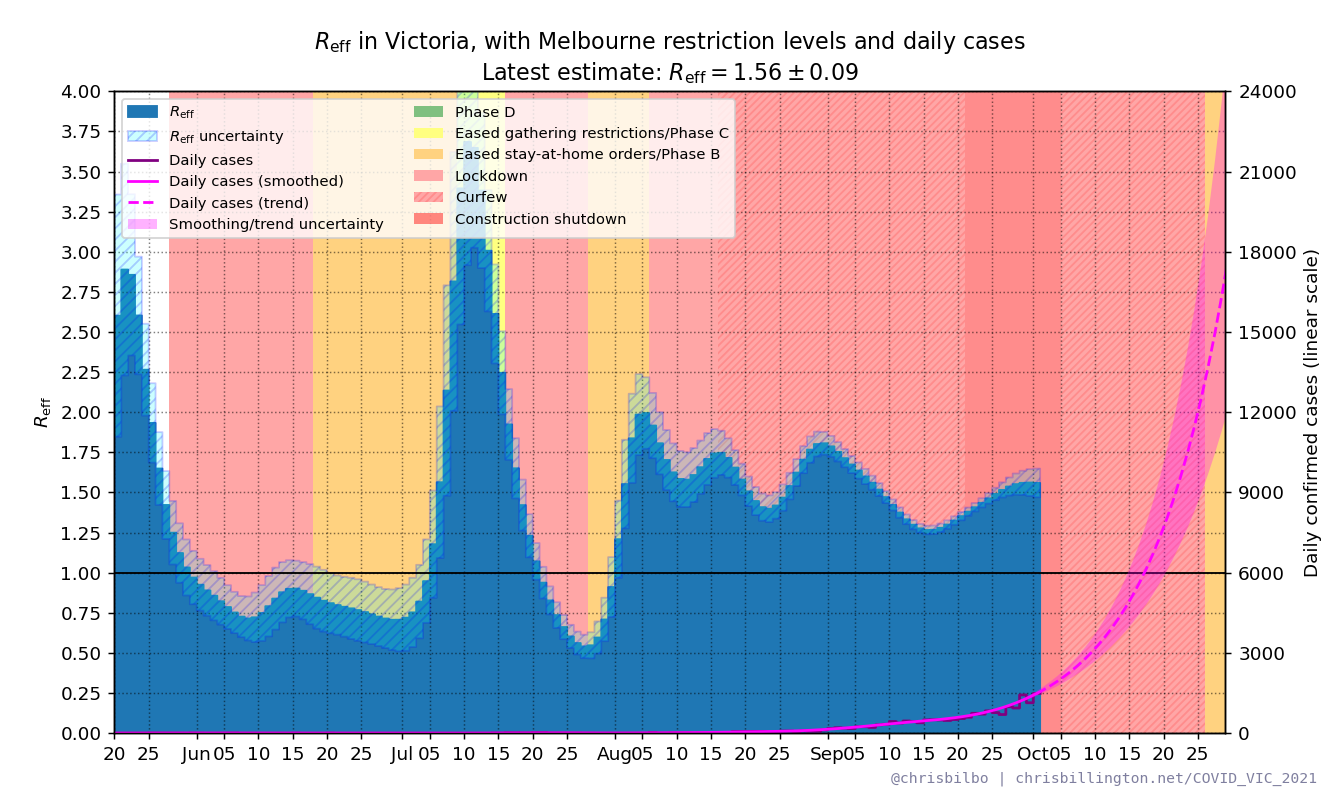 R_eff in Victoria, with Melbourne restriction levels and daily cases
Latest estimate: R_eff = 1.56 ± 0.09
R_eff
R_eff uncertainty
Daily cases
Daily cases (smoothed)
Daily cases (trend)
Smoothing/trend uncertainty
Phase D
Eased gathering restrictions/Phase C
Eased stay-at-home orders/Phase B
Lockdown
Curfew
Construction shutdown
R_eff
4.00
3.75
3.50
3.25
3.00
2.75
2.50
2.25
2.00
1.75
1.50
1.25
1.00
0.75
0.50
0.25
0.00
24000
21000
18000
15000
12000
9000
6000
3000
0
Daily confirmed cases (linear scale)
20 25 Jun 05 10 15 20 25 Jul 05 10 15 20 25 Aug 05 10 15 20 25 Sep 05 10 15 20 25 Oct 05 10 15 20 25
@chrisbilbo | chrisbillington.net/COVID_VIC_2021